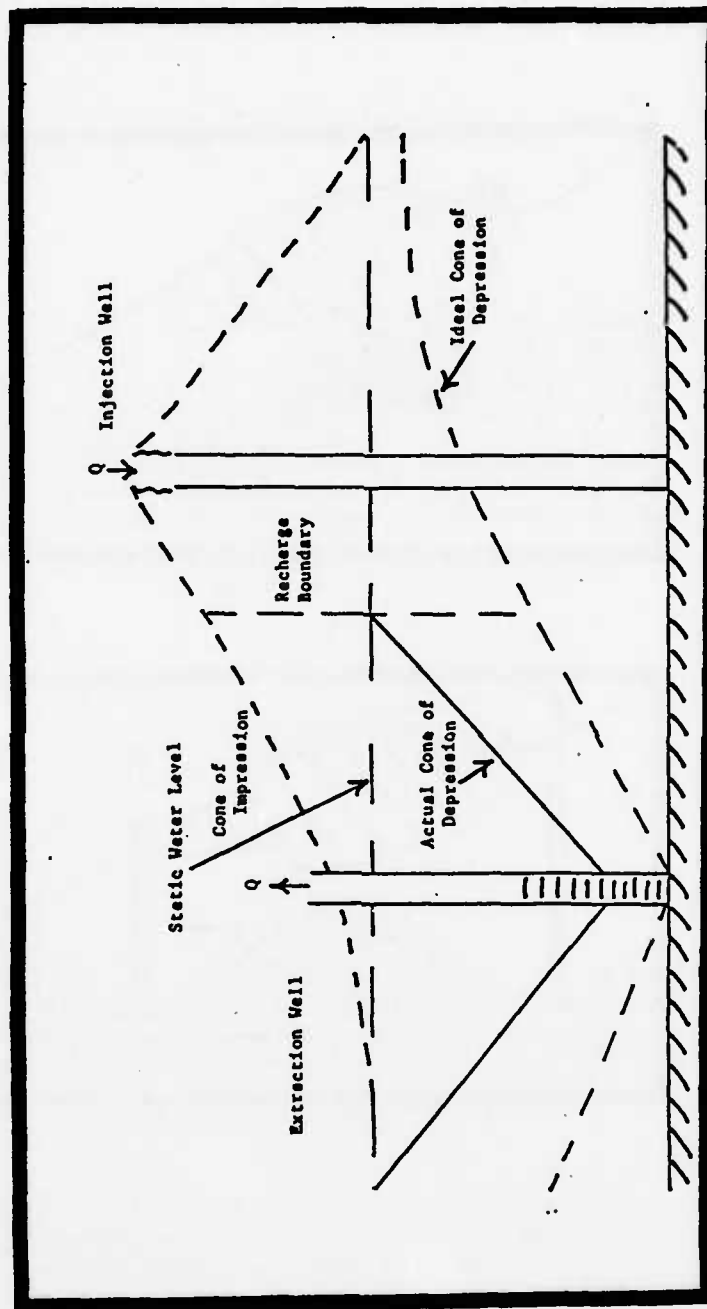 Static Water Level
Cone of
Impression
Q
Injection Well
Extraction Well
Q
Recharge
Boundary
Actual Cone of
Depression
Ideal Cone of
Depression